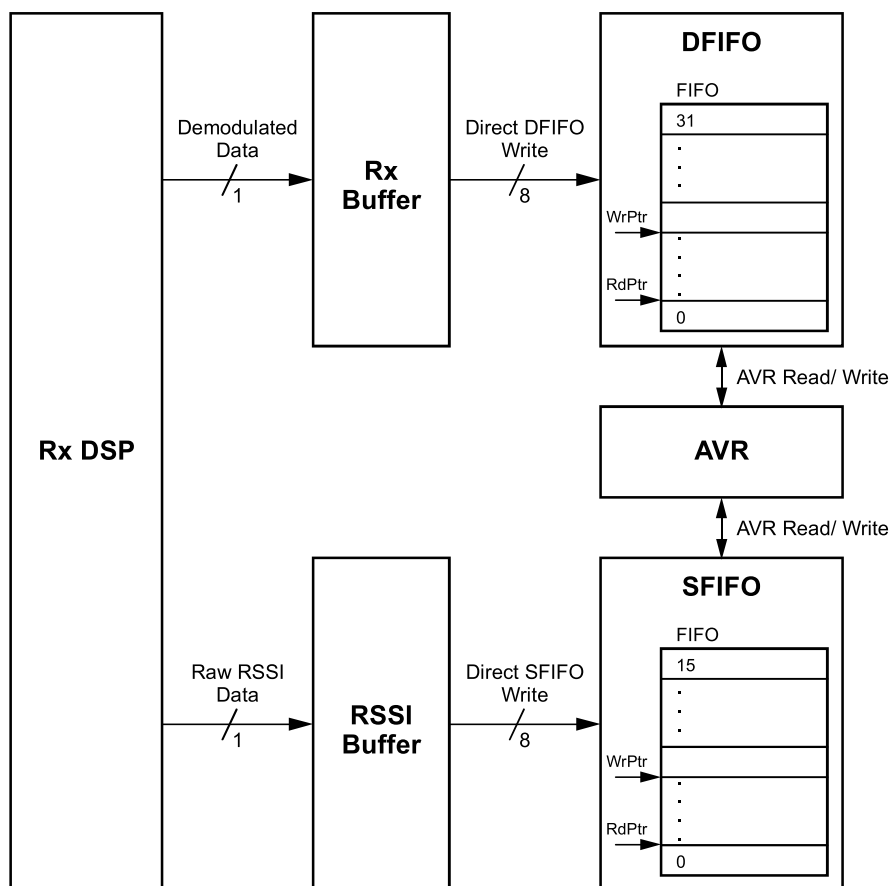 DFIFO
FIFO
31
Demodulated
Data
1
Rx
Buffer
Direct DFIFO
Write
8
WrPtr
RdPtr
0
AVR Read/ Write
Rx DSP
AVR
AVR Read/ Write
SFIFO
FIFO
15
Raw RSSI
Data
1
RSSI
Buffer
Direct SFIFO
Write
8
WrPtr
RdPtr
0